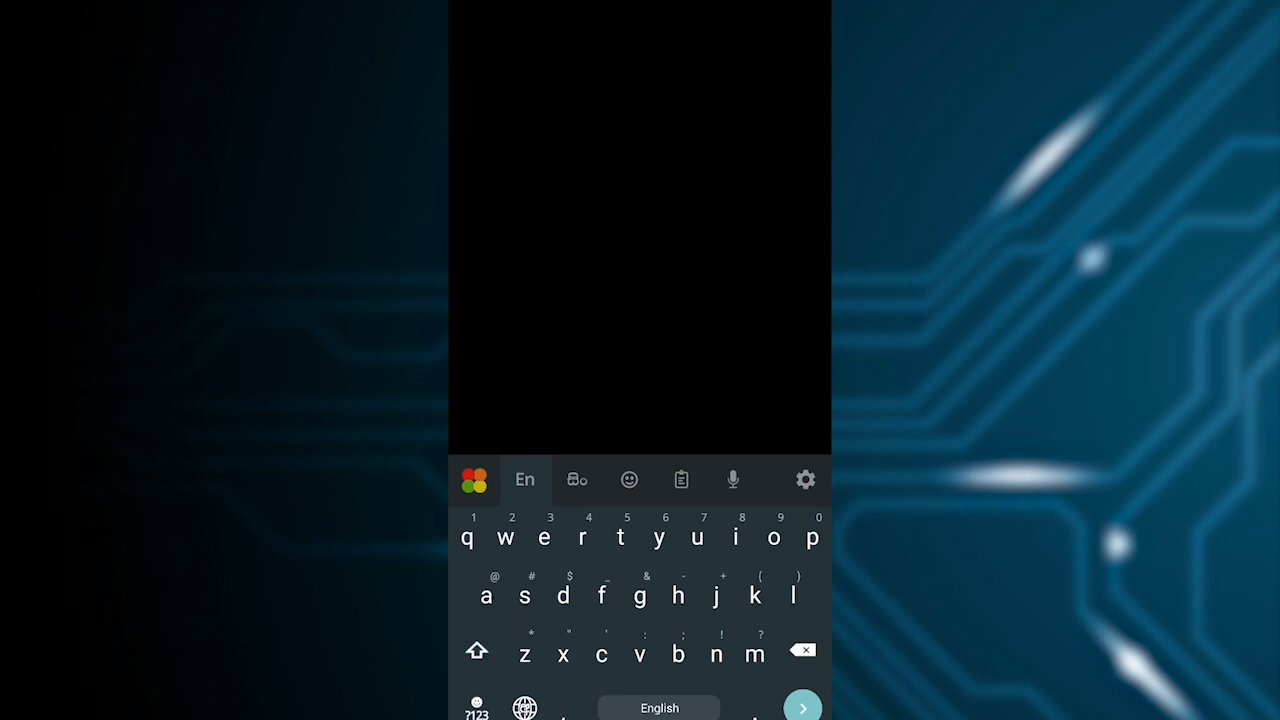 En
1 2 3 4 5 6 7 8 9 0
q w e r t y u i o p
@ # $ _ & - + ( )
a s d f g h j k l
* " ' : ; ! ?
z x c v b n m
?123 , English .